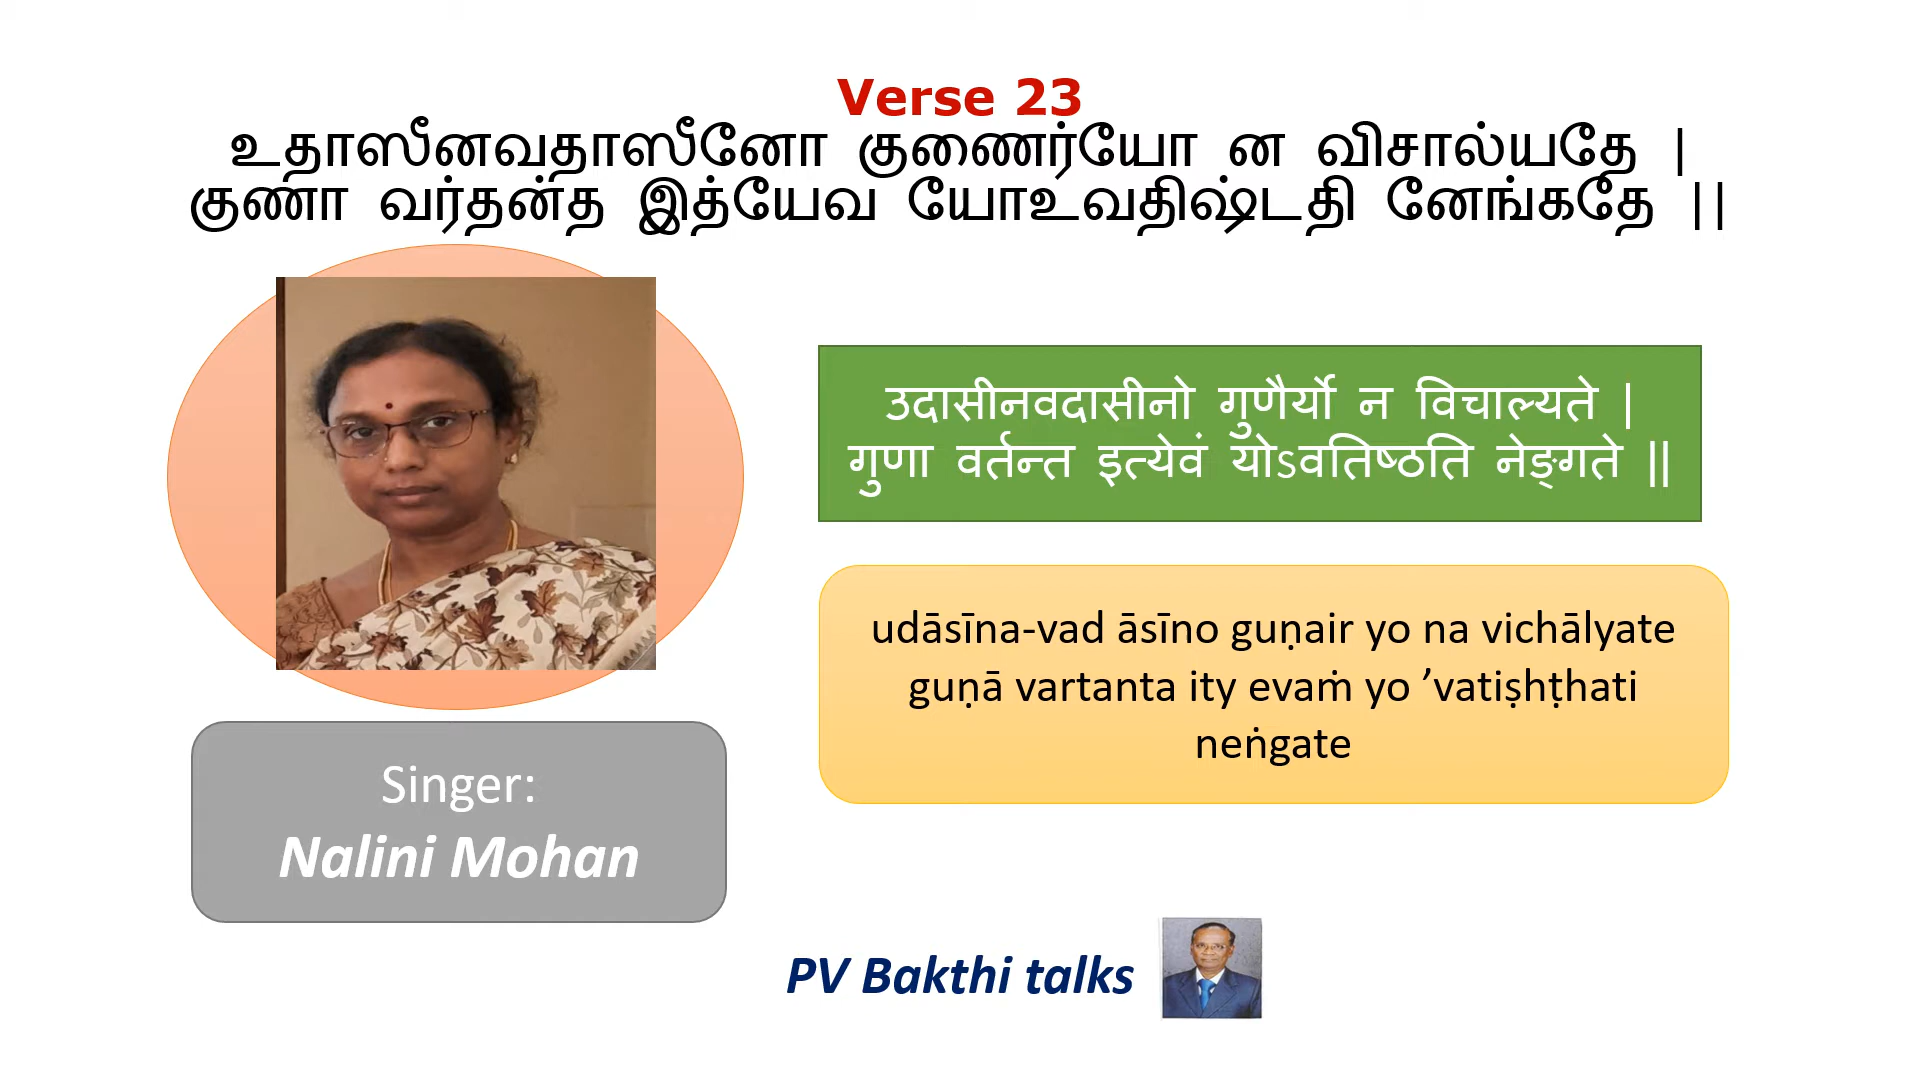 Verse 23
உதாஸீனவதாஸீனோ குணைர்யோ ன விசால்யதே |
குணா வர்தன்த இத்யேவ யோஉவதிஷ்டதி னேங்கதே ||
उदासीनवदासीनो गुणैर्यो न विचाल्यते |
गुणा वर्तन्त इत्येवं योऽवतिष्ठति नेङ्गते ||
udāsīna-vad āsīno guṇair yo na vichālyate
guṇā vartanta ity evaṁ yo ’vatiṣhṭhati
neṅgate
Singer:
Nalini Mohan
PV Bakthi talks